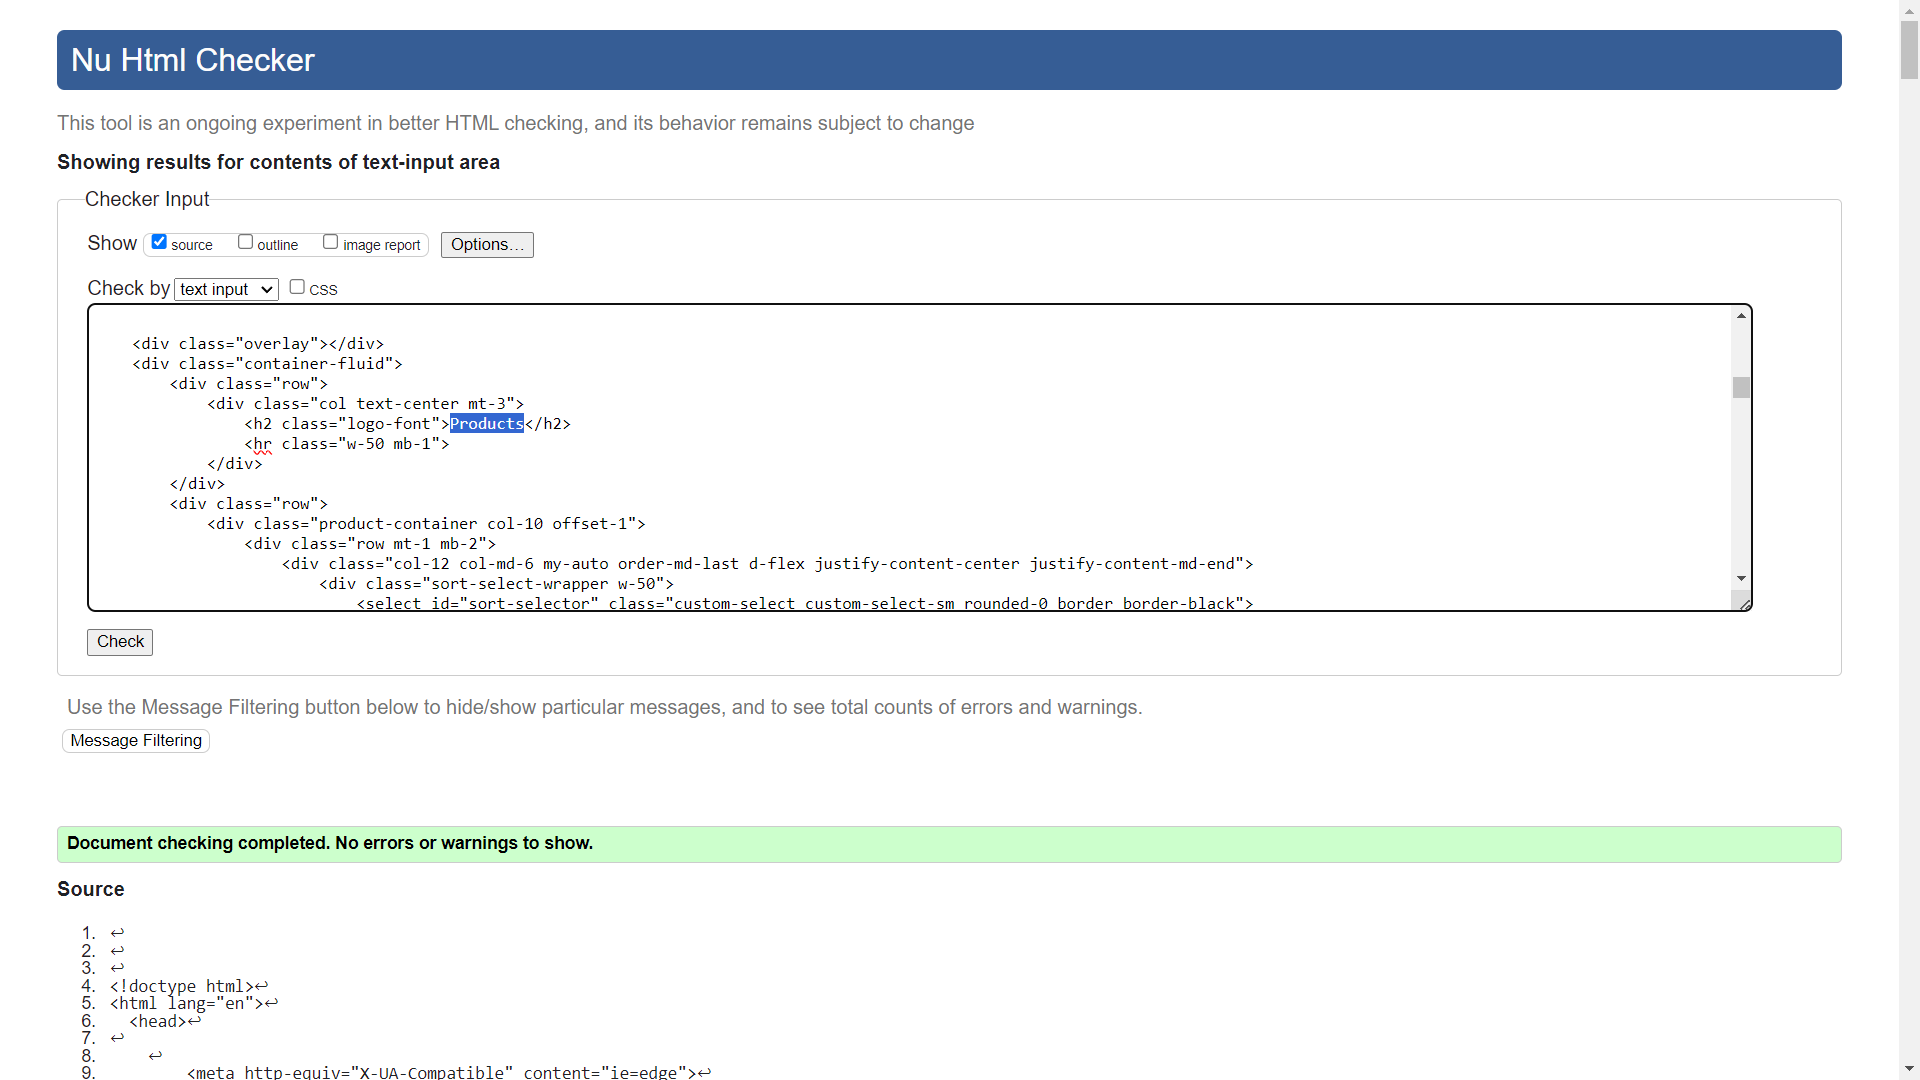 Nu Html Checker
This tool is an ongoing experiment in better HTML checking, and its behavior remains subject to change
Showing results for contents of text-input area
Checker Input
Show source outline image report Options...
Check by text input CSS
<div class="overlay"></div>
<div class="container-fluid">
<div class="row">
<div class="col text-center mt-3">
<h2 class="logo-font">Products</h2>
<hr class="w-50 mb-1">
</div>
</div>
<div class="row">
<div class="product-container col-10 offset-1">
<div class="row mt-1 mb-2">
<div class="col-12 col-md-6 my-auto order-md-last d-flex justify-content-center justify-content-md-end">
<div class="sort-select-wrapper w-50">
<select id="sort-selector" class="custom-select custom-select-sm rounded-0 border border-black">
Check
Use the Message Filtering button below to hide/show particular messages, and to see total counts of errors and warnings.
Message Filtering
Document checking completed. No errors or warnings to show.
Source
1. ↩
2. ↩
3. ↩
4. <!doctype html>↩
5. <html lang="en">↩
6. <head>↩
7. ↩
8. ↩
9. <meta http-equiv="X-UA-Compatible" content="ie=edge">↩